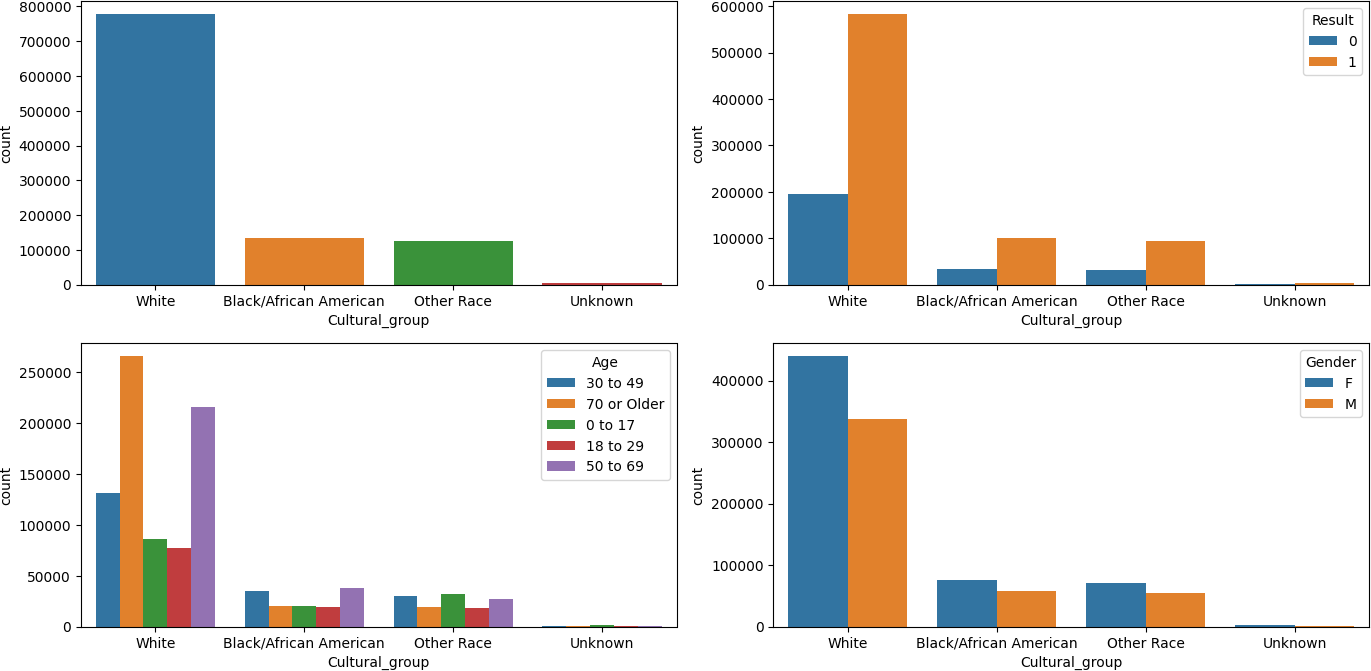 800000
700000
600000
500000
400000
300000
200000
100000
0
count
White Black/African American Other Race Unknown
Cultural_group
600000
500000
400000
300000
200000
100000
0
count
Result
0
1
White Black/African American Other Race Unknown
Cultural_group
250000
200000
150000
100000
50000
0
count
Age
30 to 49
70 or Older
0 to 17
18 to 29
50 to 69
White Black/African American Other Race Unknown
Cultural_group
400000
300000
200000
100000
0
count
Gender
F
M
White Black/African American Other Race Unknown
Cultural_group